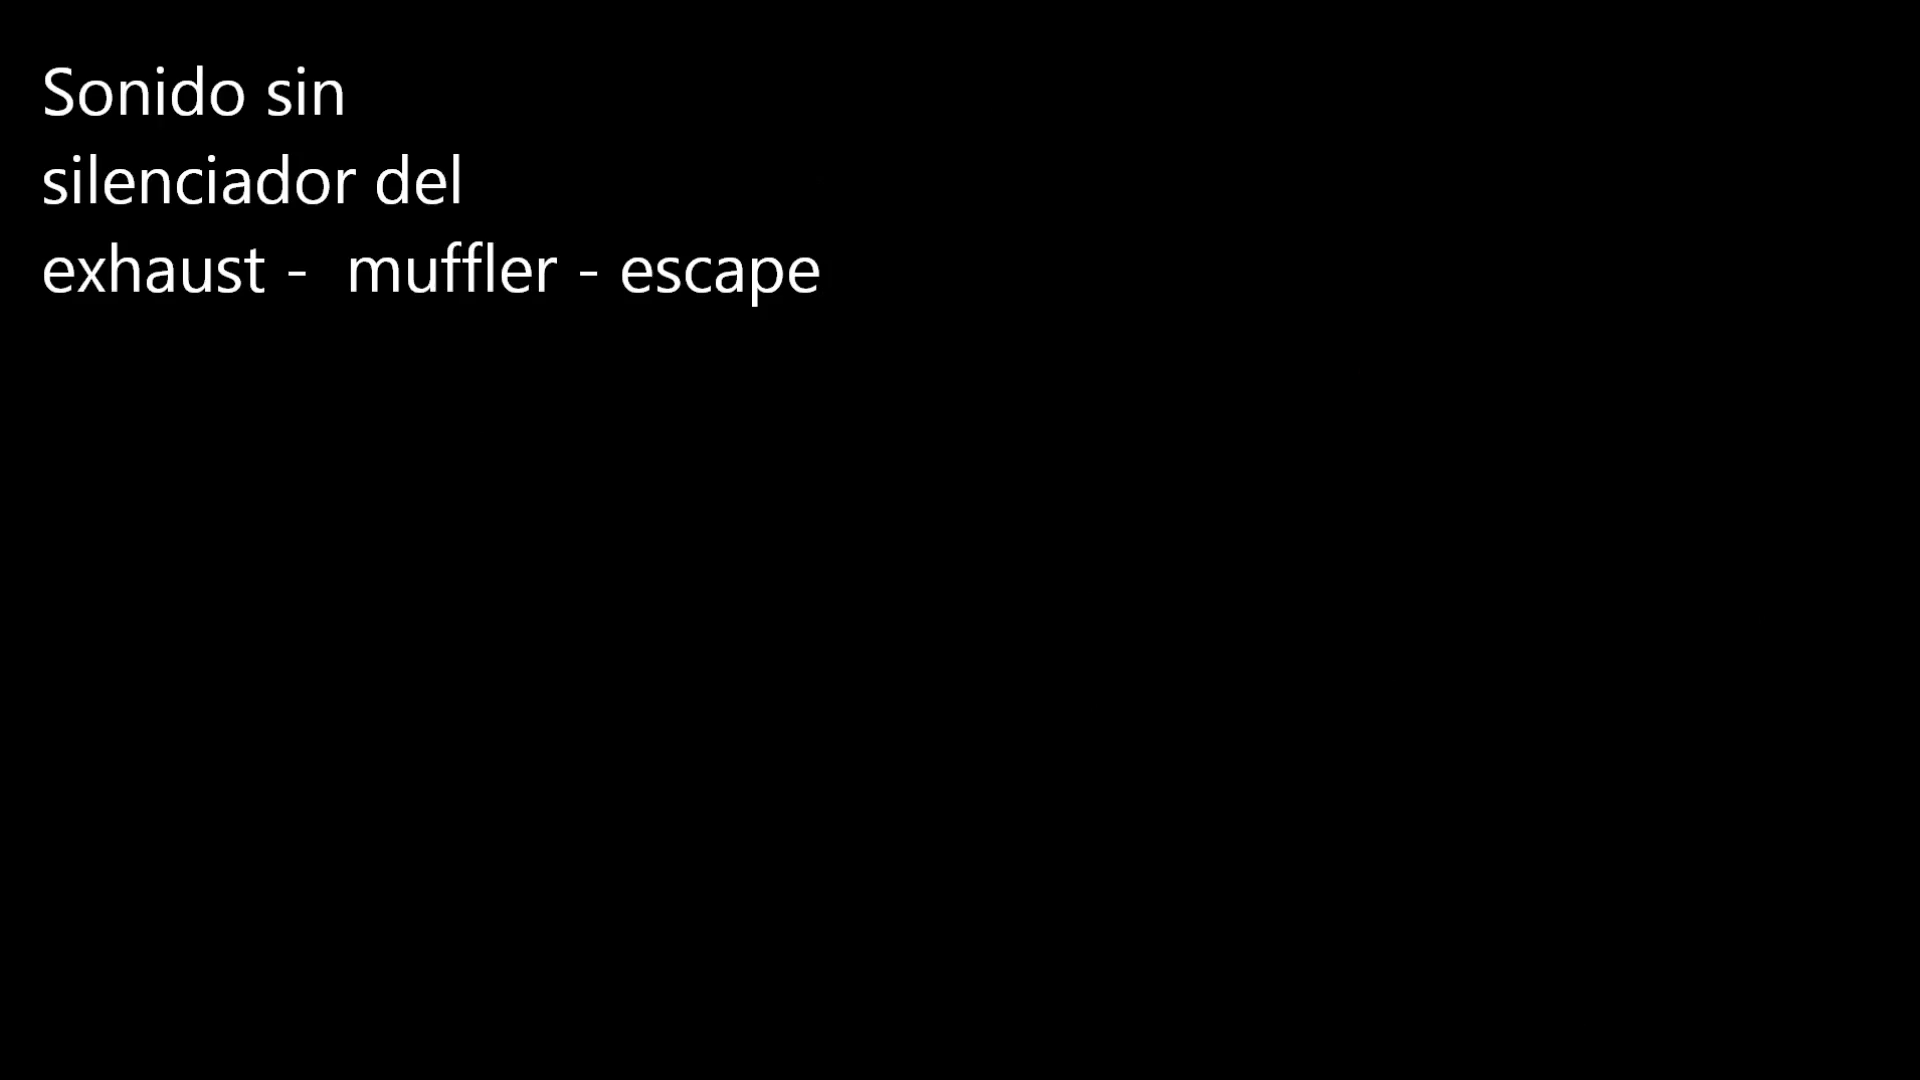 Sonido sin
silenciador del
exhaust -  muffler - escape